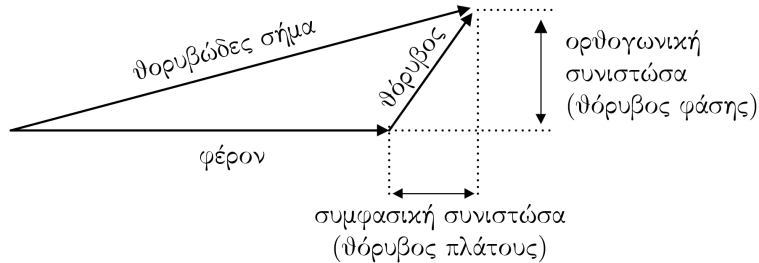 θορυβώδες σήμα
θόρυβος
ορθογωνική
συνιστώσα
(θόρυβος φάσης)
φέρον
συμφασική συνιστώσα
(θόρυβος πλάτους)